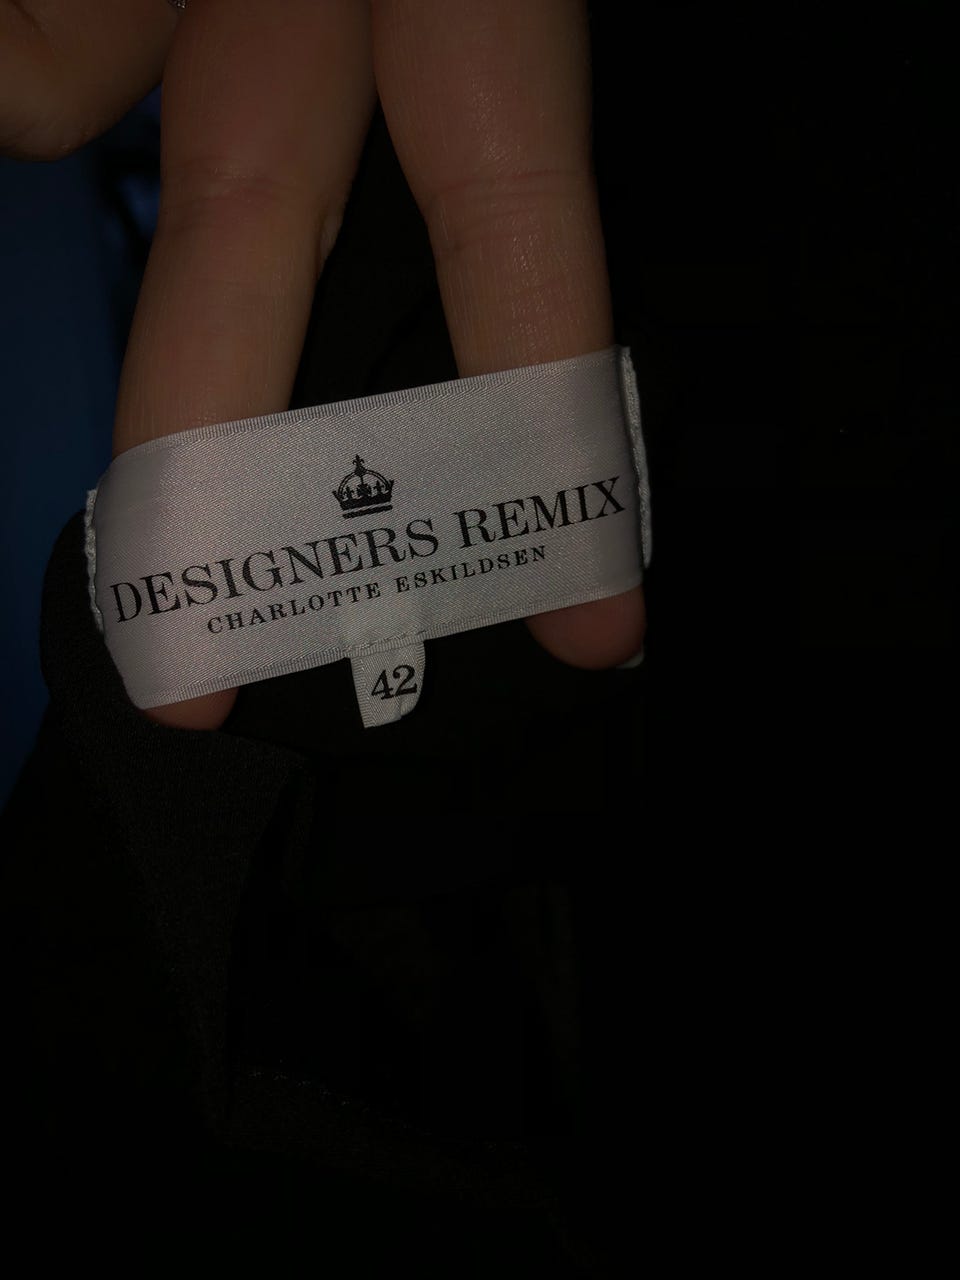 DESIGNERS REMIX
CHARLOTTE ESKILDSEN
42